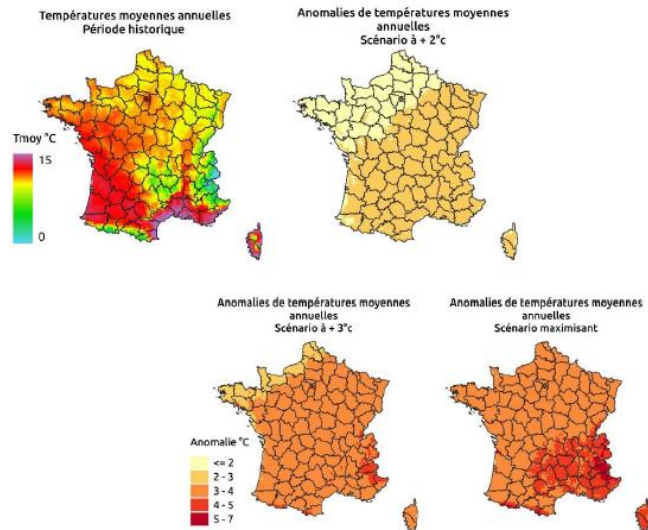 Températures moyennes annuelles
Période historique
Anomalies de températures moyennes
annuelles
Scénario à + 2°c
Tmoy °C
15
0
Anomalies de températures moyennes
annuelles
Scénario à + 3°c
Anomalies de températures moyennes
annuelles
Scénario maximisant
Anomalie °C
<= 2
2 - 3
3 - 4
4 - 5
5 - 7